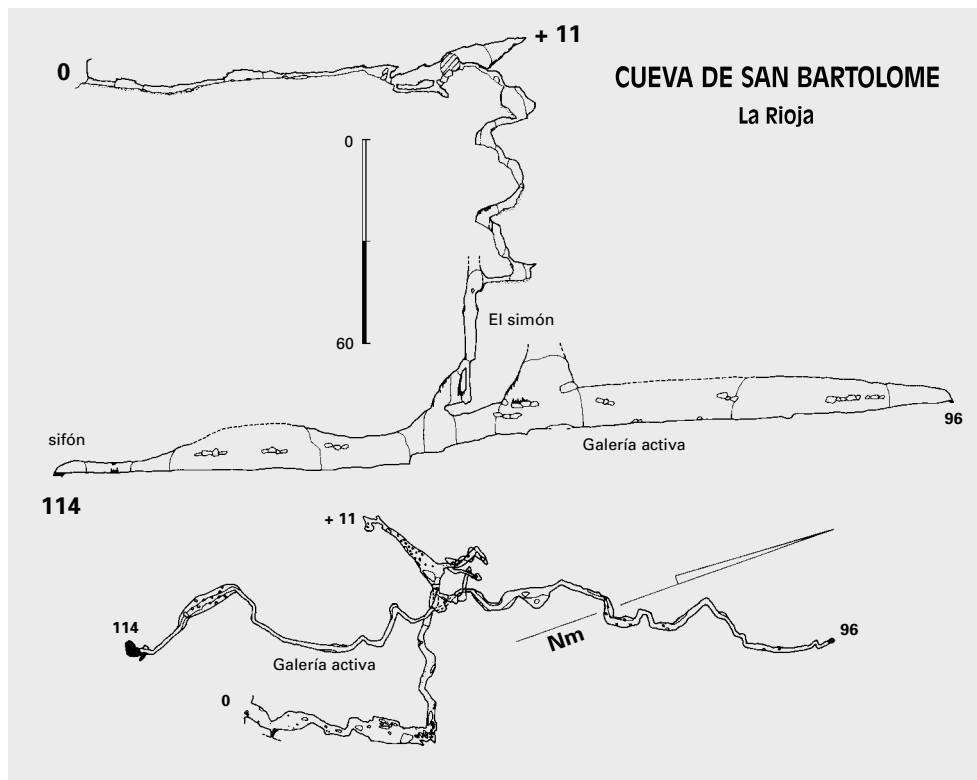 + 11
0
CUEVA DE SAN BARTOLOME
La Rioja
0
60
El simón
sifón
Galería activa
96
114
+ 11
114
Nm
96
Galería activa
0